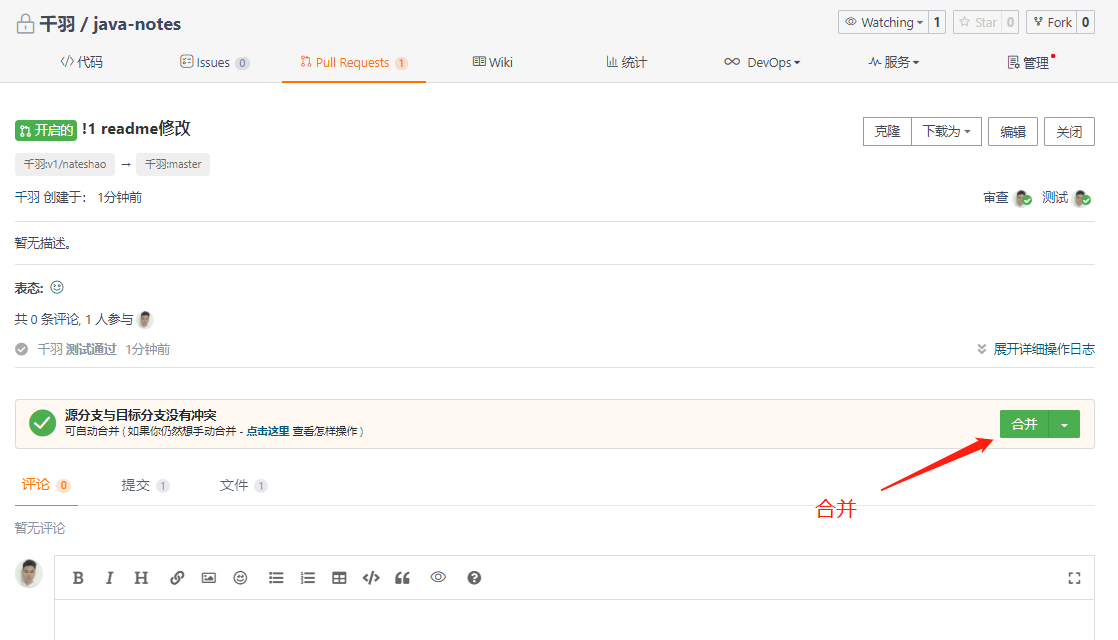 千羽 / java-notes
Watching 1 Star 0 Fork 0
代码 Issues 0 Pull Requests 1 Wiki 统计 DevOps 服务 管理
开启的 !1 readme修改
克隆 下载为 编辑 关闭
千羽:v1/nateshao → 千羽:master
千羽 创建于： 1分钟前
审查 测试
暂无描述。
表态:
共 0 条评论, 1 人参与
千羽 测试通过 1分钟前
展开详细操作日志
源分支与目标分支没有冲突
可自动合并 ( 如果你仍然想手动合并 - 点击这里 查看怎样操作 )
合并
合并
评论 0 提交 1 文件 1
暂无评论
B I H